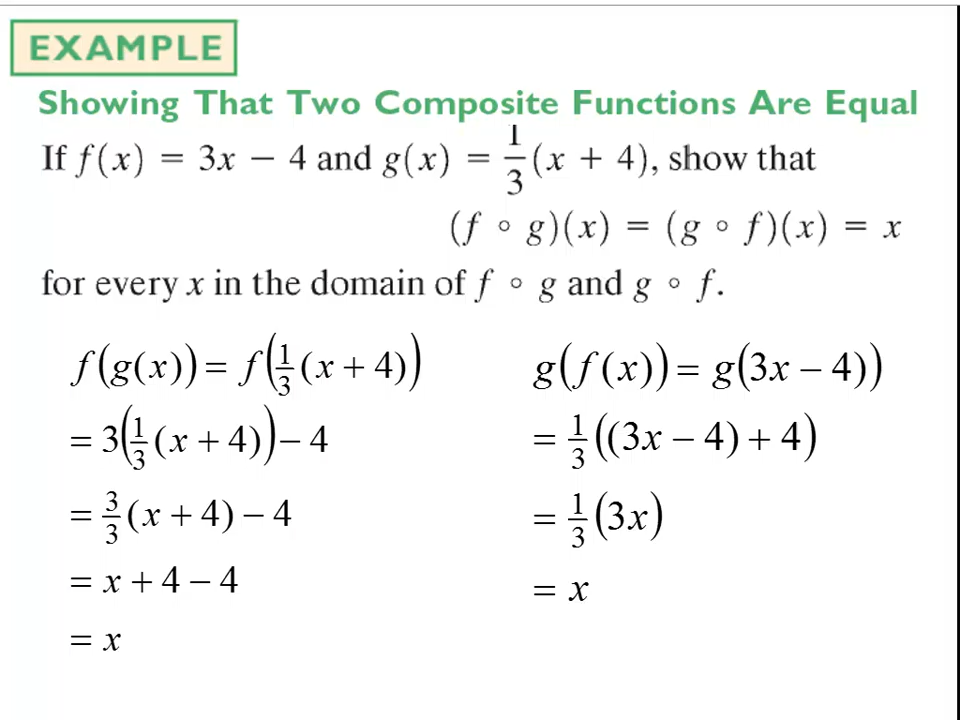 EXAMPLE
Showing That Two Composite Functions Are Equal
If f(x) = 3x − 4 and g(x) = 1/3 (x + 4), show that
(f ∘ g)(x) = (g ∘ f)(x) = x
for every x in the domain of f ∘ g and g ∘ f.
f(g(x)) = f(1/3 (x + 4))
= 3(1/3 (x + 4)) − 4
= 3/3 (x + 4) − 4
= x + 4 − 4
= x
g(f(x)) = g(3x − 4))
= 1/3 ((3x − 4) + 4)
= 1/3 (3x)
= x